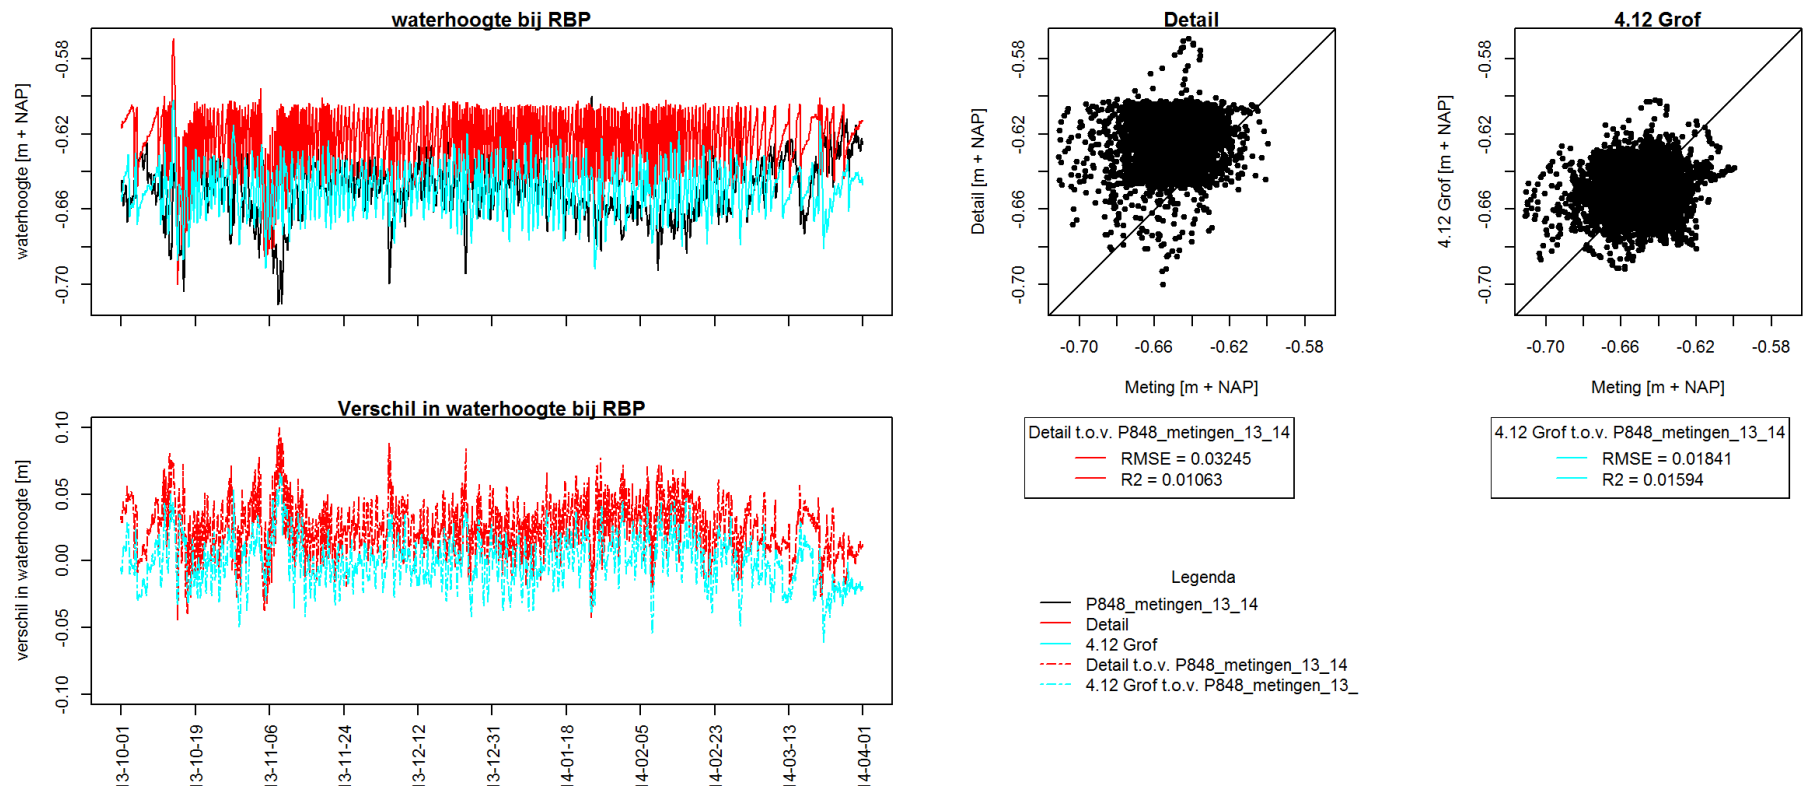 waterhoogte bij RBP
waterhoogte [m + NAP]
-0.58
-0.62
-0.66
-0.70
Detail
Detail [m + NAP]
-0.58
-0.62
-0.66
-0.70
-0.70 -0.66 -0.62 -0.58
Meting [m + NAP]
4.12 Grof
4.12 Grof [m + NAP]
-0.58
-0.62
-0.66
-0.70
-0.70 -0.66 -0.62 -0.58
Meting [m + NAP]
Verschil in waterhoogte bij RBP
verschil in waterhoogte [m]
0.10
0.05
0.00
-0.05
-0.10
13-10-01
13-10-19
13-11-06
13-11-24
13-12-12
13-12-31
14-01-18
14-02-05
14-02-23
14-03-13
14-04-01
Detail t.o.v. P848_metingen_13_14
RMSE = 0.03245
R2 = 0.01063
4.12 Grof t.o.v. P848_metingen_13_14
RMSE = 0.01841
R2 = 0.01594
Legenda
P848_metingen_13_14
Detail
4.12 Grof
Detail t.o.v. P848_metingen_13_14
4.12 Grof t.o.v. P848_metingen_13_